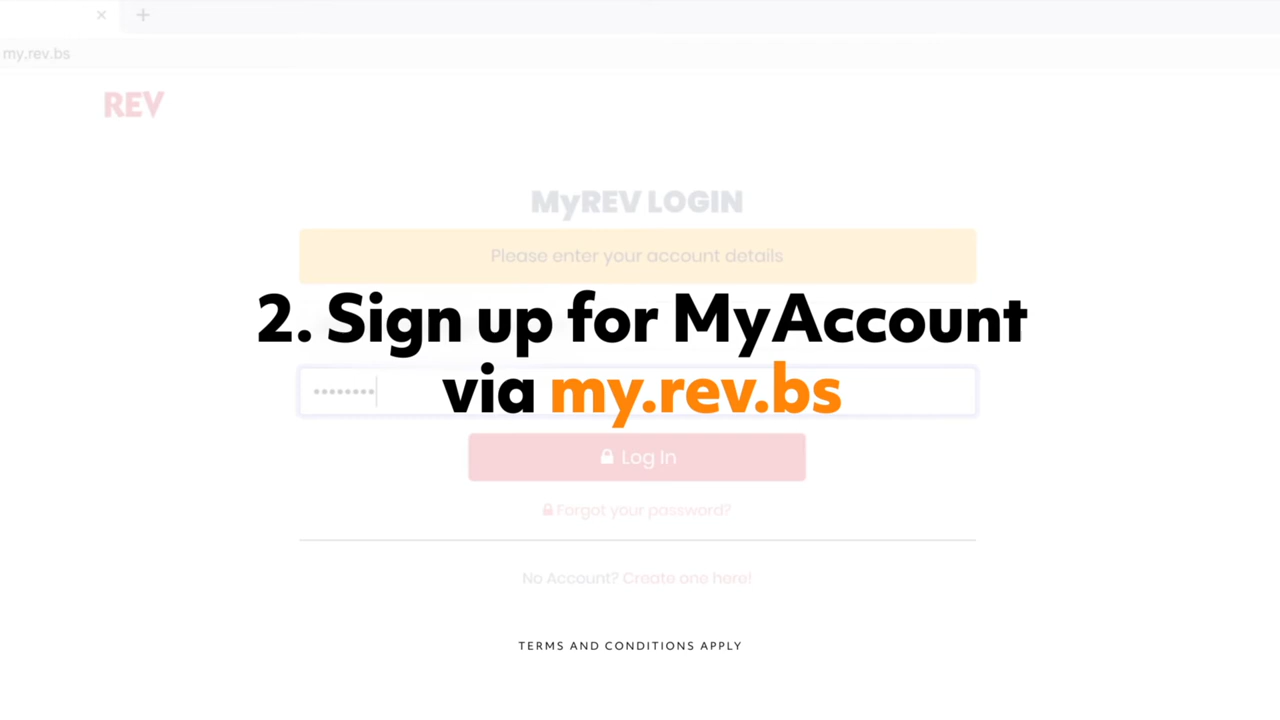 my.rev.bs
REV
MyREV LOGIN
Please enter your account details
2. Sign up for MyAccount
via my.rev.bs
••••••••
Log In
Forgot your password?
No Account? Create one here!
TERMS AND CONDITIONS APPLY